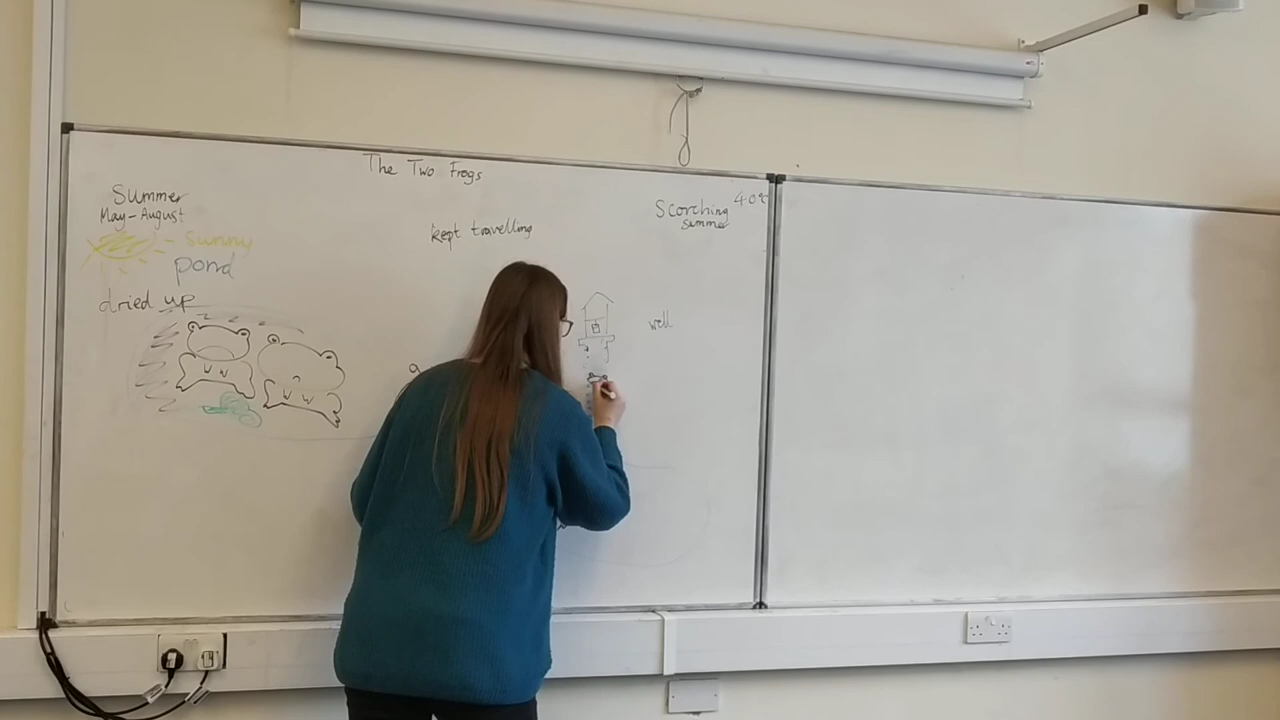 The Two Frogs
Summer
May-August
- sunny
pond
dried up
kept travelling
Scorching 40°C
summer
well